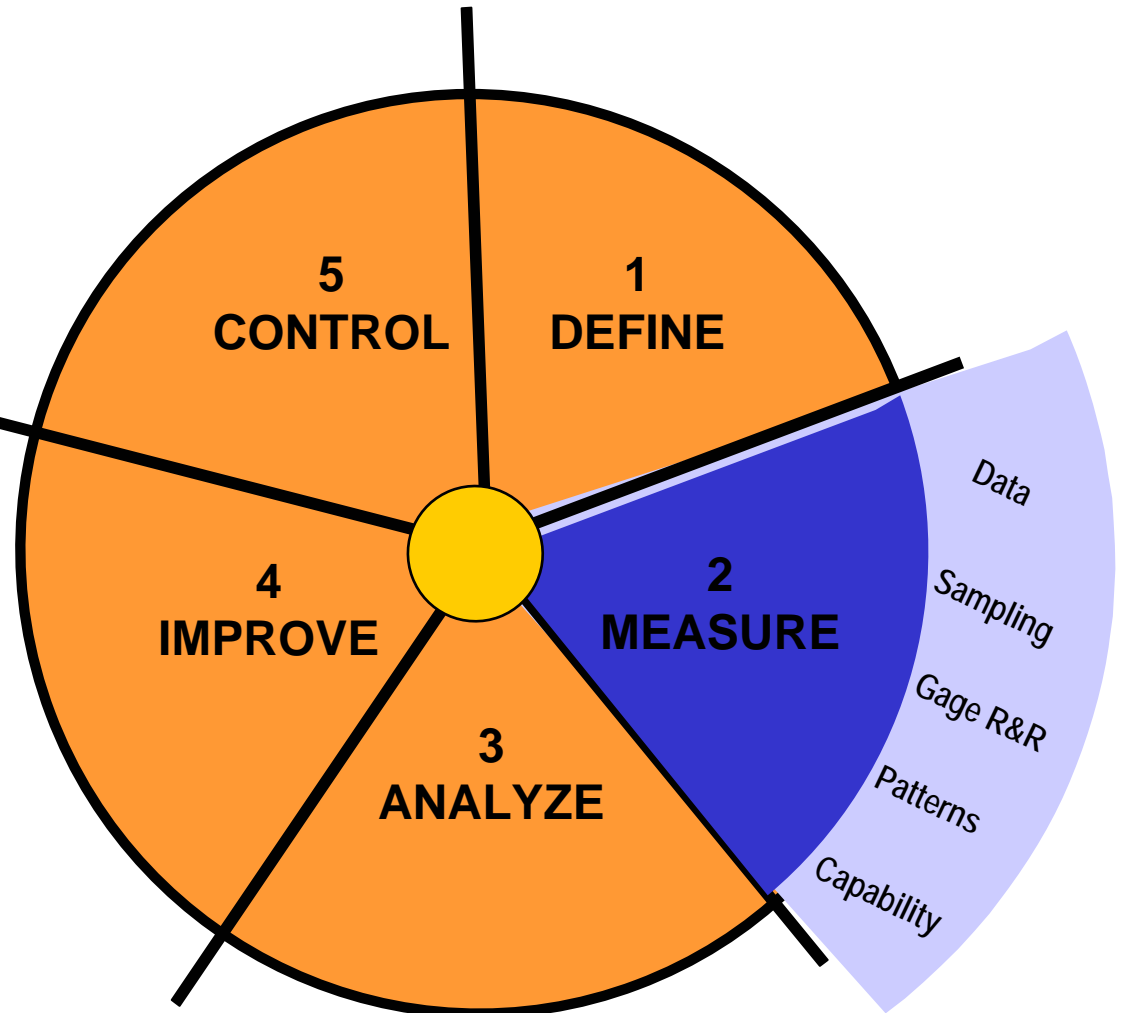 5
CONTROL
1
DEFINE
2
MEASURE
3
ANALYZE
4
IMPROVE
Data
Sampling
Gage R&R
Patterns
Capability